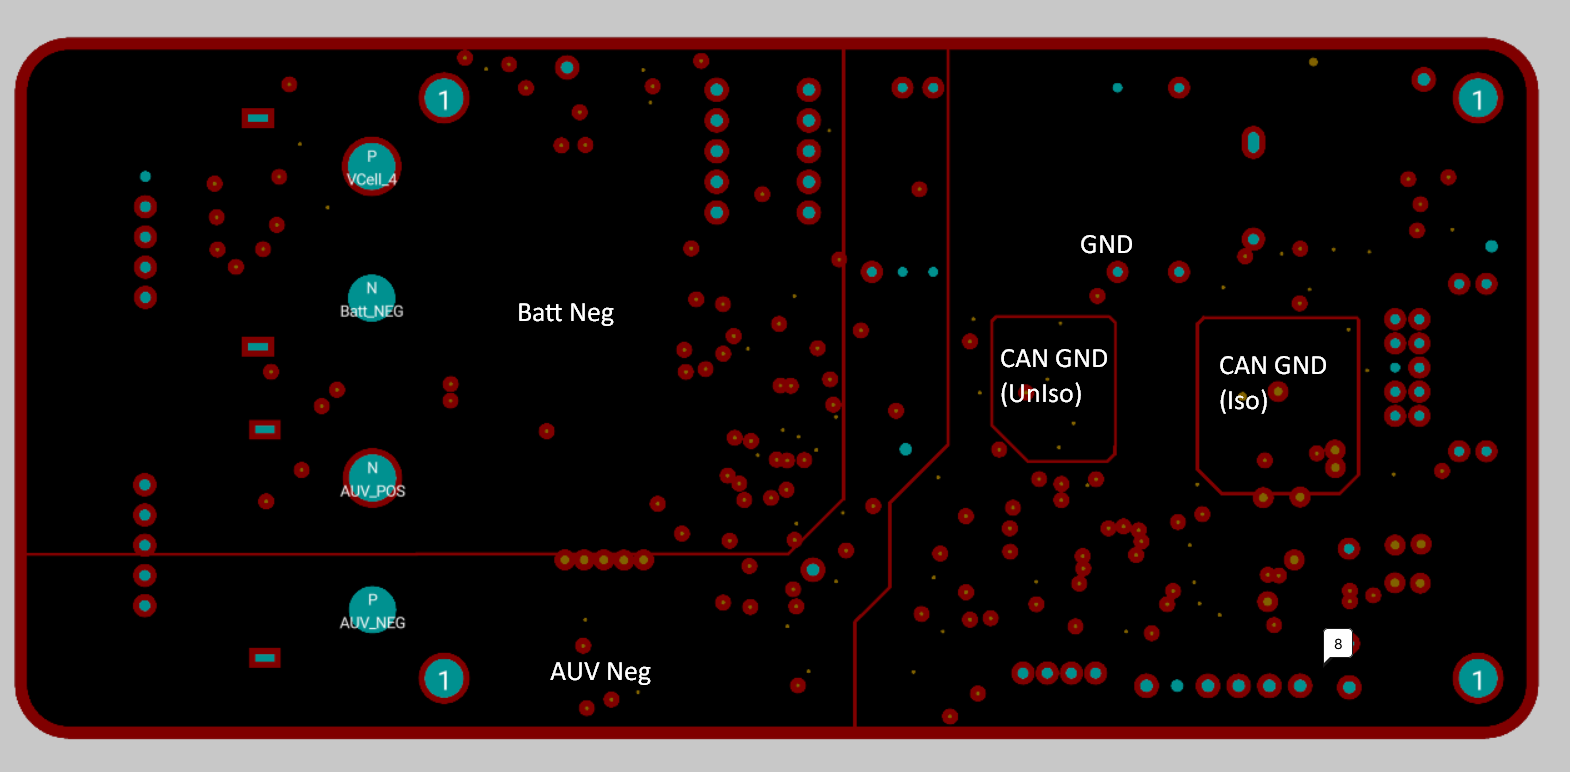 1
1
P
VCell_4
GND
N
Batt_NEG
Batt Neg
CAN GND
(UnIso)
CAN GND
(Iso)
N
AUV_POS
P
AUV_NEG
8
AUV Neg
1
1